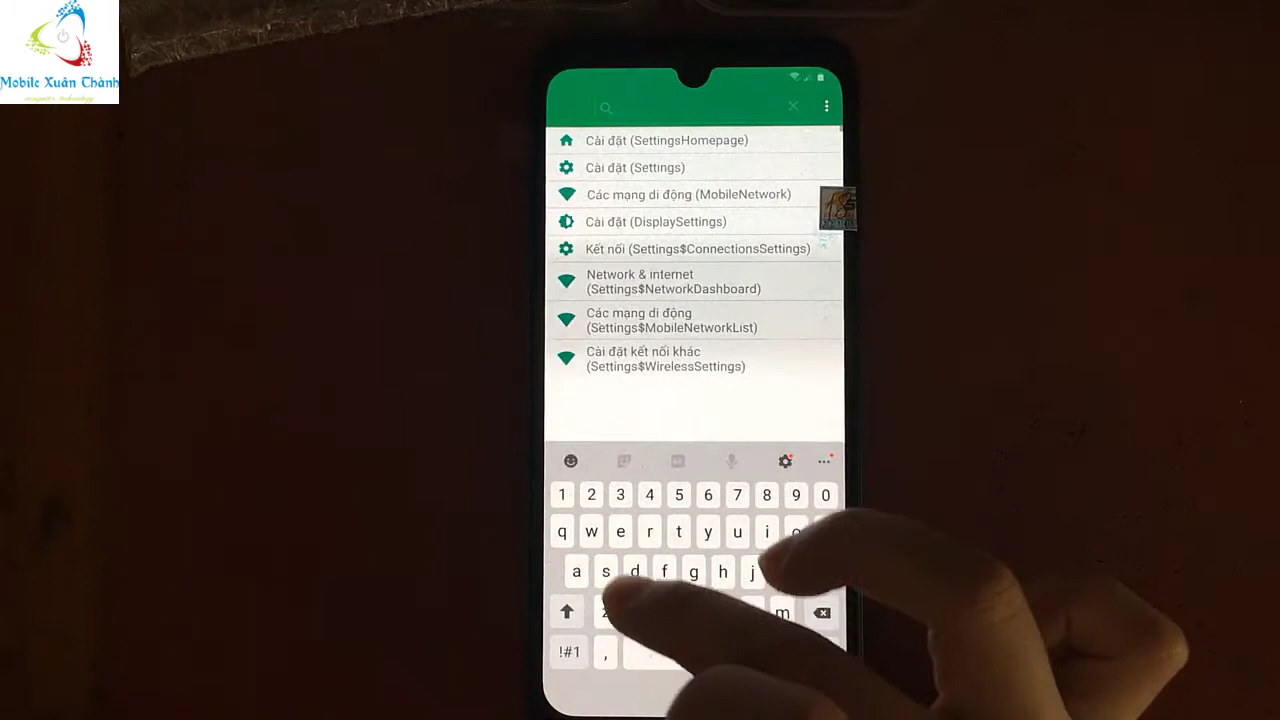 Mobile Xuân Thành
Cài đặt (SettingsHomepage)
Cài đặt (Settings)
Các mạng di động (MobileNetwork)
Cài đặt (DisplaySettings)
Kết nối (Settings$ConnectionsSettings)
Network & internet
(Settings$NetworkDashboard)
Các mạng di động
(Settings$MobileNetworkList)
Cài đặt kết nối khác
(Settings$WirelessSettings)
1 2 3 4 5 6 7 8 9 0
q w e r t y u i
a s d f g h j
m
!#1 ,